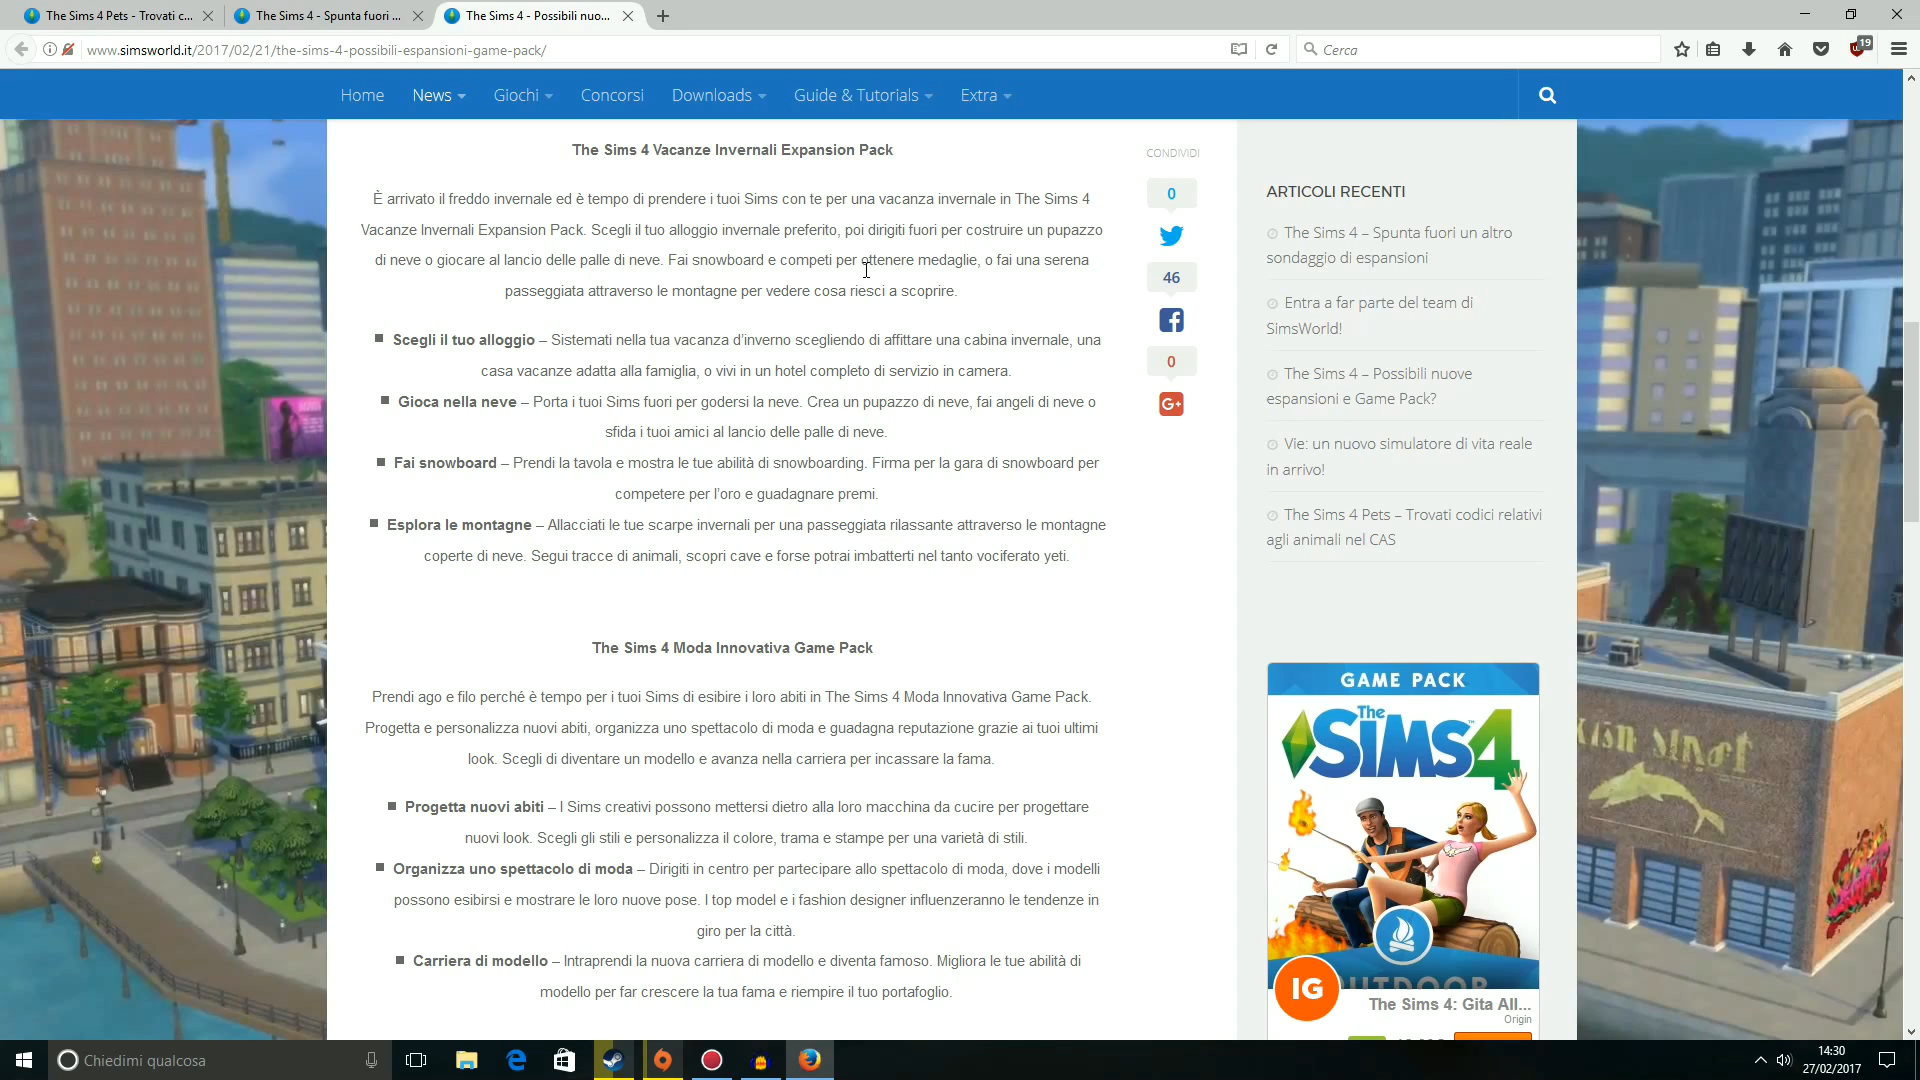 The Sims 4 Pets - Trovati c...
The Sims 4 - Spunta fuori ...
The Sims 4 - Possibili nuo...
www.simsworld.it/2017/02/21/the-sims-4-possibili-espansioni-game-pack/
Cerca
19
Home
News
Giochi
Concorsi
Downloads
Guide & Tutorials
Extra
The Sims 4 Vacanze Invernali Expansion Pack
È arrivato il freddo invernale ed è tempo di prendere i tuoi Sims con te per una vacanza invernale in The Sims 4
Vacanze Invernali Expansion Pack. Scegli il tuo alloggio invernale preferito, poi dirigiti fuori per costruire un pupazzo
di neve o giocare al lancio delle palle di neve. Fai snowboard e competi per ottenere medaglie, o fai una serena
passeggiata attraverso le montagne per vedere cosa riesci a scoprire.
Scegli il tuo alloggio – Sistemati nella tua vacanza d'inverno scegliendo di affittare una cabina invernale, una
casa vacanze adatta alla famiglia, o vivi in un hotel completo di servizio in camera.
Gioca nella neve – Porta i tuoi Sims fuori per godersi la neve. Crea un pupazzo di neve, fai angeli di neve o
sfida i tuoi amici al lancio delle palle di neve.
Fai snowboard – Prendi la tavola e mostra le tue abilità di snowboarding. Firma per la gara di snowboard per
competere per l'oro e guadagnare premi.
Esplora le montagne – Allacciati le tue scarpe invernali per una passeggiata rilassante attraverso le montagne
coperte di neve. Segui tracce di animali, scopri cave e forse potrai imbatterti nel tanto vociferato yeti.
The Sims 4 Moda Innovativa Game Pack
Prendi ago e filo perché è tempo per i tuoi Sims di esibire i loro abiti in The Sims 4 Moda Innovativa Game Pack.
Progetta e personalizza nuovi abiti, organizza uno spettacolo di moda e guadagna reputazione grazie ai tuoi ultimi
look. Scegli di diventare un modello e avanza nella carriera per incassare la fama.
Progetta nuovi abiti – I Sims creativi possono mettersi dietro alla loro macchina da cucire per progettare
nuovi look. Scegli gli stili e personalizza il colore, trama e stampe per una varietà di stili.
Organizza uno spettacolo di moda – Dirigiti in centro per partecipare allo spettacolo di moda, dove i modelli
possono esibirsi e mostrare le loro nuove pose. I top model e i fashion designer influenzeranno le tendenze in
giro per la città.
Carriera di modello – Intraprendi la nuova carriera di modello e diventa famoso. Migliora le tue abilità di
modello per far crescere la tua fama e riempire il tuo portafoglio.
CONDIVIDI
0
46
0
G+
ARTICOLI RECENTI
The Sims 4 – Spunta fuori un altro
sondaggio di espansioni
Entra a far parte del team di
SimsWorld!
The Sims 4 – Possibili nuove
espansioni e Game Pack?
Vie: un nuovo simulatore di vita reale
in arrivo!
The Sims 4 Pets – Trovati codici relativi
agli animali nel CAS
GAME PACK
The SIMS 4
OUTDOOR
IG
The Sims 4: Gita All...
Origin
Chiedimi qualcosa
14:30
27/02/2017